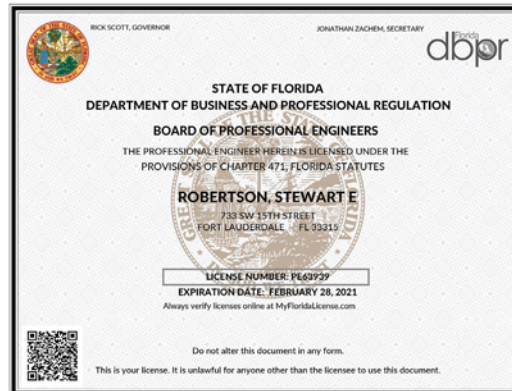 RICK SCOTT, GOVERNOR
JONATHAN ZACHEM, SECRETARY
Florida
dbpr
STATE OF FLORIDA
DEPARTMENT OF BUSINESS AND PROFESSIONAL REGULATION
BOARD OF PROFESSIONAL ENGINEERS
THE PROFESSIONAL ENGINEER HEREIN IS LICENSED UNDER THE
PROVISIONS OF CHAPTER 471, FLORIDA STATUTES
ROBERTSON, STEWART E
733 SW 15TH STREET
FORT LAUDERDALE FL 33315
LICENSE NUMBER: PE63939
EXPIRATION DATE: FEBRUARY 28, 2021
Always verify licenses online at MyFloridaLicense.com
Do not alter this document in any form.
This is your license. It is unlawful for anyone other than the licensee to use this document.